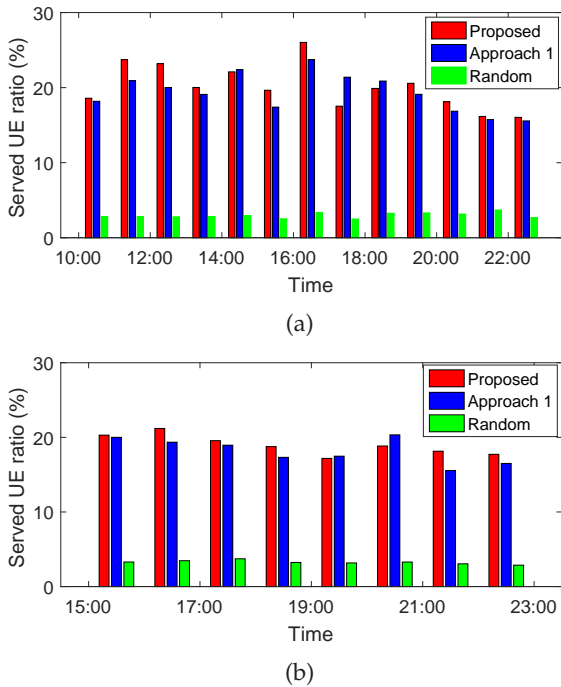 30
20
10
0
Served UE ratio (%)
Proposed
Approach 1
Random
10:00 12:00 14:00 16:00 18:00 20:00 22:00
Time
(a)
30
20
10
0
Served UE ratio (%)
Proposed
Approach 1
Random
15:00 17:00 19:00 21:00 23:00
Time
(b)